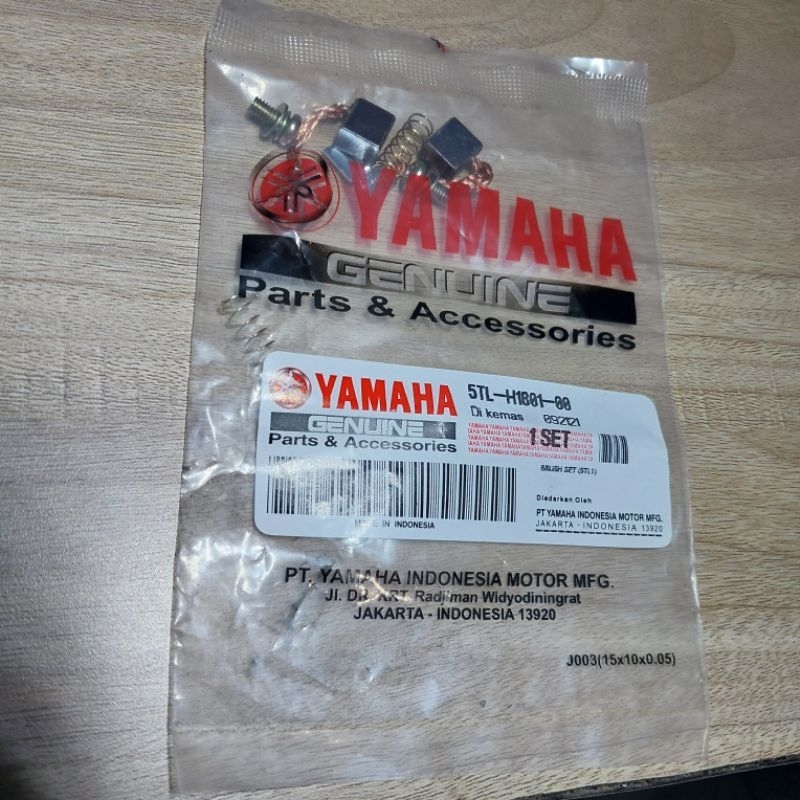 YAMAHA
GENUINE
Parts & Accessories
YAMAHA 5TL-H1801-00
GENUINE Di kemas 092121
Parts & Accessories 1 SET
BRUSH SET (5TL1)
Diedarkan Oleh
PT YAMAHA INDONESIA MOTOR MFG.
MADE IN INDONESIA JAKARTA - INDONESIA 13920
PT. YAMAHA INDONESIA MOTOR MFG.
Jl. DR. KRT. Radjiman Widyodiningrat
JAKARTA - INDONESIA 13920
J003(15x10x0.05)